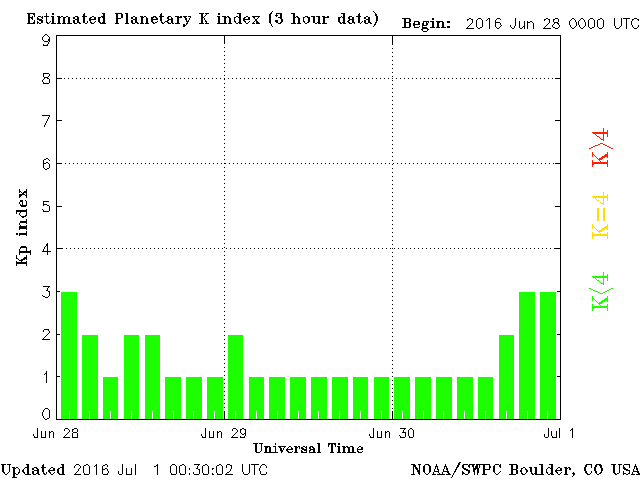 Estimated Planetary K index (3 hour data) Begin: 2016 Jun 28 0000 UTC
9
8
7
6
5
4
3
2
1
0
Kp index
K>4
K=4
K<4
Jun 28 Jun 29 Jun 30 Jul 1
Universal Time
Updated 2016 Jul 1 00:30:02 UTC NOAA/SWPC Boulder, CO USA